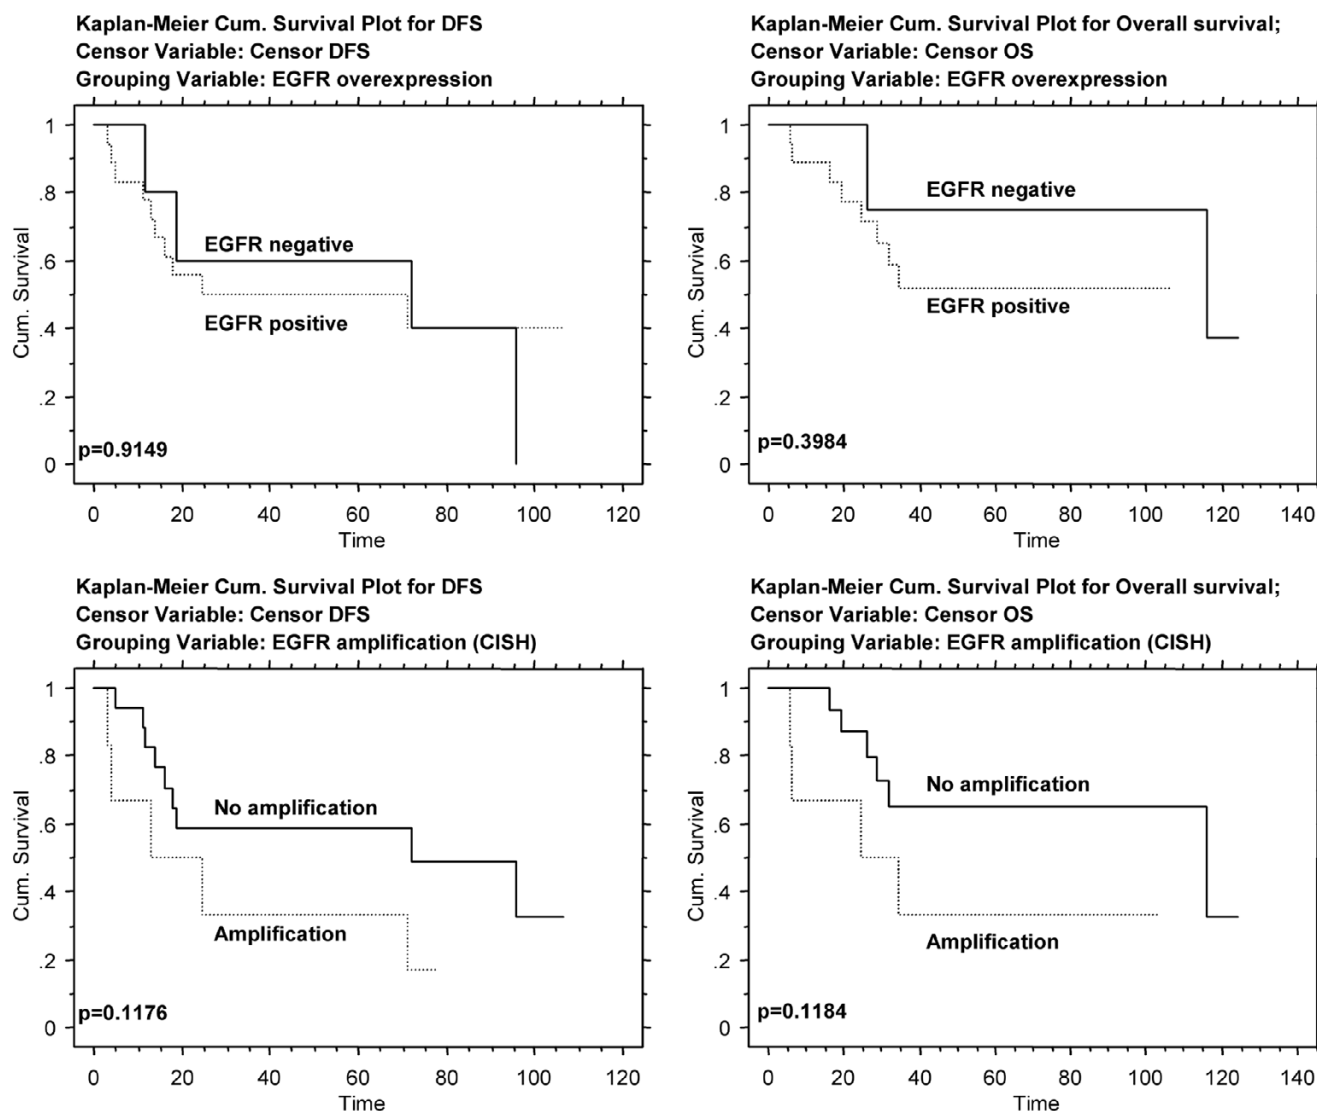 Kaplan-Meier Cum. Survival Plot for DFS
Censor Variable: Censor DFS
Grouping Variable: EGFR overexpression
1
.8
.6
.4
.2
0
Cum. Survival
EGFR negative
EGFR positive
p=0.9149
0 20 40 60 80 100 120
Time
Kaplan-Meier Cum. Survival Plot for Overall survival;
Censor Variable: Censor OS
Grouping Variable: EGFR overexpression
1
.8
.6
.4
.2
0
Cum. Survival
EGFR negative
EGFR positive
p=0.3984
0 20 40 60 80 100 120 140
Time
Kaplan-Meier Cum. Survival Plot for DFS
Censor Variable: Censor DFS
Grouping Variable: EGFR amplification (CISH)
1
.8
.6
.4
.2
0
Cum. Survival
No amplification
Amplification
p=0.1176
0 20 40 60 80 100 120
Time
Kaplan-Meier Cum. Survival Plot for Overall survival;
Censor Variable: Censor OS
Grouping Variable: EGFR amplification (CISH)
1
.8
.6
.4
.2
0
Cum. Survival
No amplification
Amplification
p=0.1184
0 20 40 60 80 100 120 140
Time